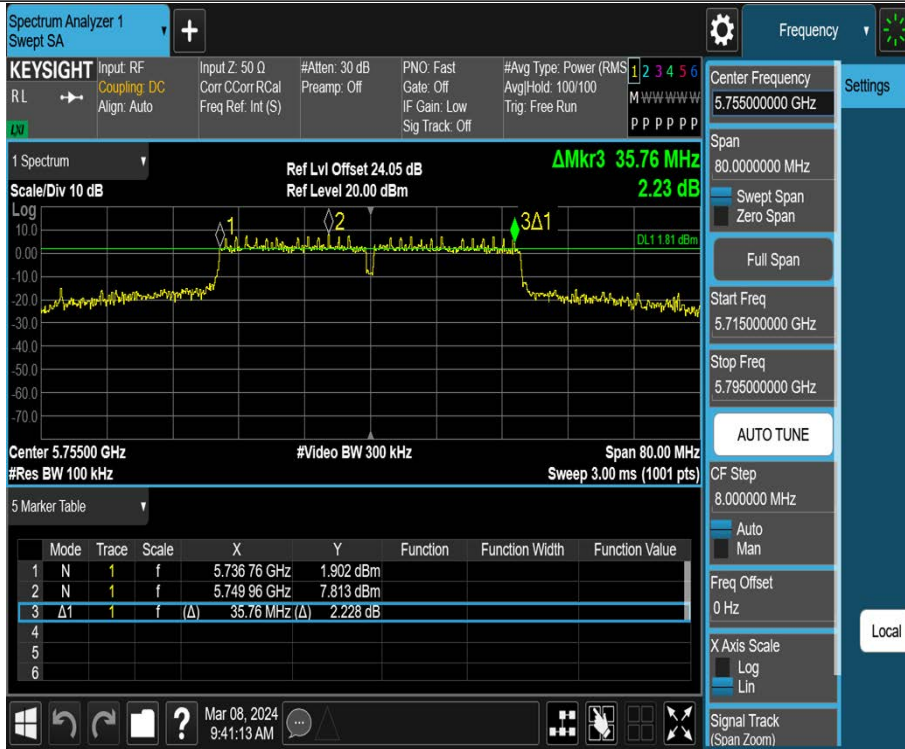 Spectrum Analyzer 1
Swept SA
+
Frequency
KEYSIGHT
RL
LXI
Input: RF
Coupling: DC
Align: Auto
Input Z: 50 Ω
Corr CCorr RCal
Freq Ref: Int (S)
#Atten: 30 dB
Preamp: Off
PNO: Fast
Gate: Off
IF Gain: Low
Sig Track: Off
#Avg Type: Power (RMS
Avg|Hold: 100/100
Trig: Free Run
1 2 3 4 5 6
M W W W W W
P P P P P P
1 Spectrum
Scale/Div 10 dB
Ref Lvl Offset 24.05 dB
Ref Level 20.00 dBm
ΔMkr3 35.76 MHz
2.23 dB
Log
10.0
0.00
-10.0
-20.0
-30.0
-40.0
-50.0
-60.0
-70.0
1
2
3Δ1
DL1 1.81 dBm
Center 5.75500 GHz
#Res BW 100 kHz
#Video BW 300 kHz
Span 80.00 MHz
Sweep 3.00 ms (1001 pts)
5 Marker Table
Mode Trace Scale X Y Function Function Width Function Value
1 N 1 f 5.736 76 GHz 1.902 dBm
2 N 1 f 5.749 96 GHz 7.813 dBm
3 Δ1 1 f (Δ) 35.76 MHz (Δ) 2.228 dB
4
5
6
?
Mar 08, 2024
9:41:13 AM
Center Frequency
5.755000000 GHz
Span
80.0000000 MHz
Swept Span
Zero Span
Full Span
Start Freq
5.715000000 GHz
Stop Freq
5.795000000 GHz
AUTO TUNE
CF Step
8.000000 MHz
Auto
Man
Freq Offset
0 Hz
X Axis Scale
Log
Lin
Signal Track
(Span Zoom)
Settings
Local